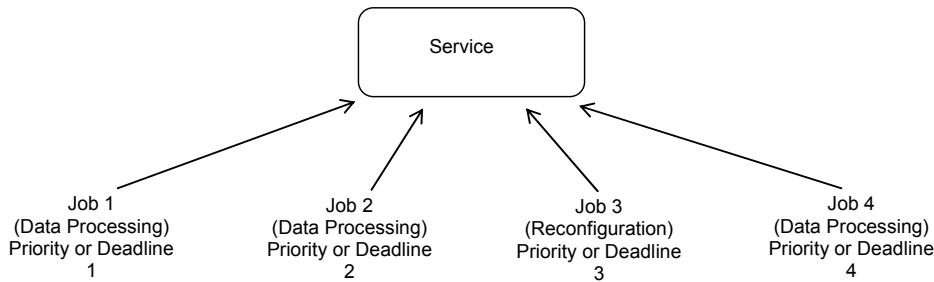 Service
Job 1
(Data Processing)
Priority or Deadline
1
Job 2
(Data Processing)
Priority or Deadline
2
Job 3
(Reconfiguration)
Priority or Deadline
3
Job 4
(Data Processing)
Priority or Deadline
4